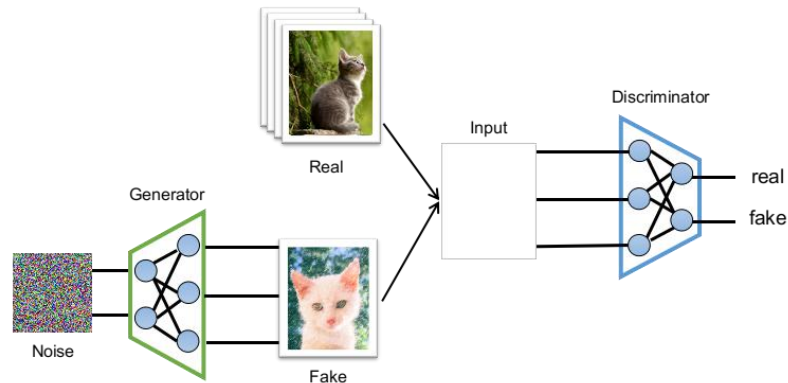 Real
Input
Discriminator
real
fake
Generator
Noise
Fake